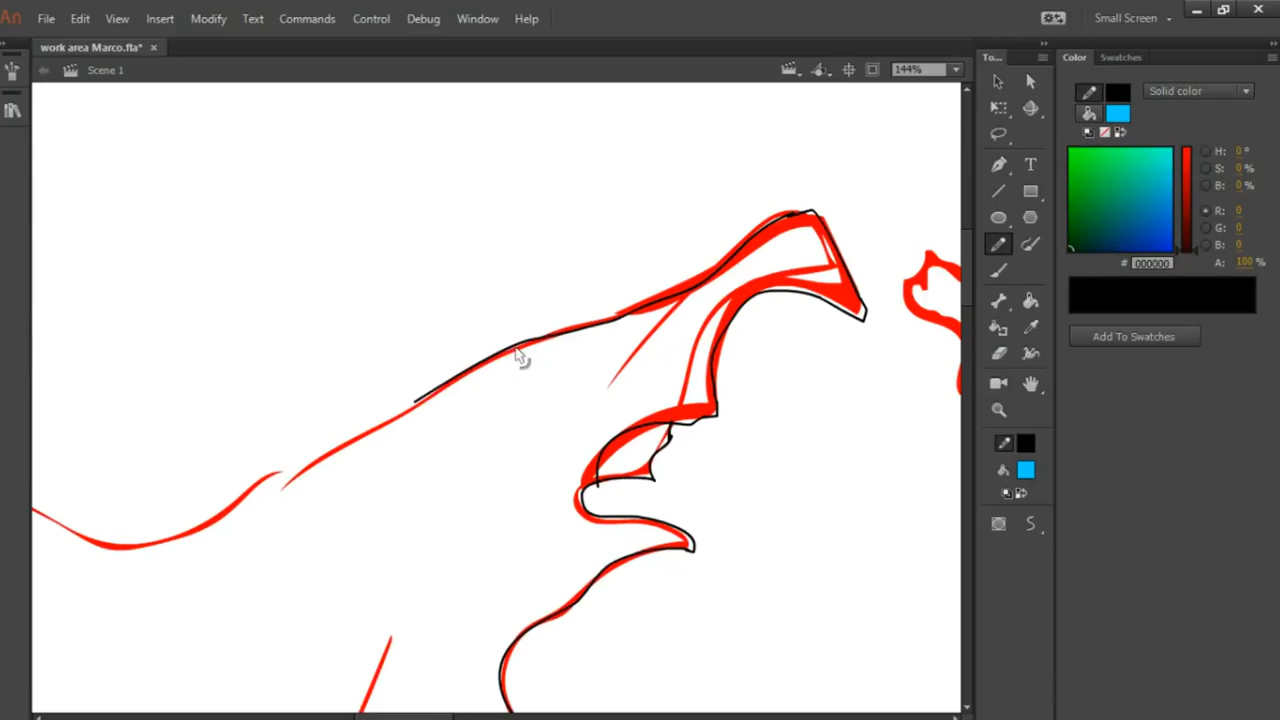 An File Edit View Insert Modify Text Commands Control Debug Window Help Small Screen
work area Marco.fla* ×
Scene 1 144%
To... Color Swatches
Solid color
T
H: 0 °
S: 0 %
B: 0 %
R: 0
G: 0
B: 0
# 000000 A: 100 %
Add To Swatches